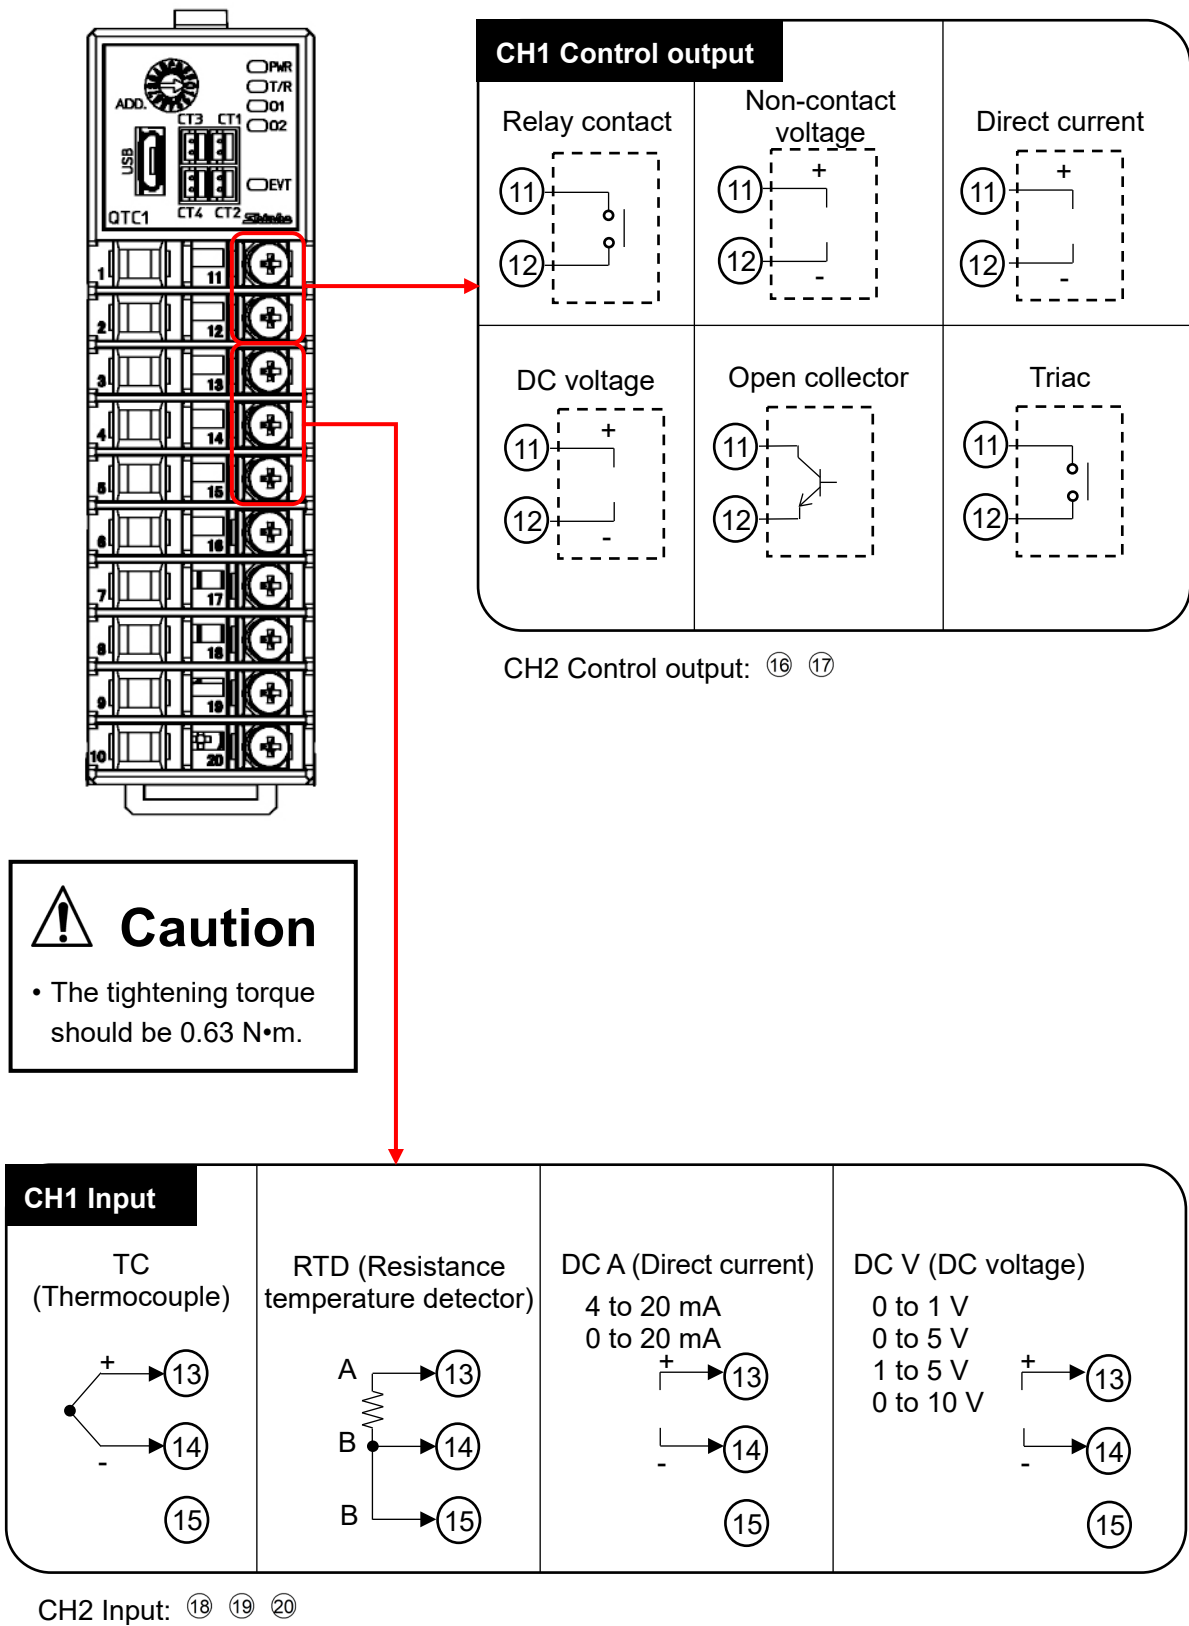 ADD.
PWR
T/R
O1
O2
CT3 CT1
USB
EVT
QTC1
CT4 CT2
Shinko
1 11
2 12
3 13
4 14
5 15
6 16
7 17
8 18
9 19
10 20
CH1 Control output
Relay contact
11
12
Non-contact
voltage
11
+
12
-
Direct current
11
+
12
-
DC voltage
11
+
12
-
Open collector
11
12
Triac
11
12
CH2 Control output: ⑯ ⑰
Caution
• The tightening torque
should be 0.63 N•m.
CH1 Input
TC
(Thermocouple)
+
13
-
14
15
RTD (Resistance
temperature detector)
A 13
B 14
B 15
DC A (Direct current)
4 to 20 mA
0 to 20 mA
+
13
-
14
15
DC V (DC voltage)
0 to 1 V
0 to 5 V
1 to 5 V
0 to 10 V
+
13
-
14
15
CH2 Input: ⑱ ⑲ ⑳